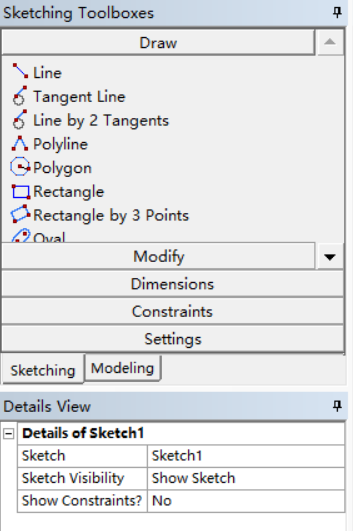 Sketching Toolboxes
Draw
Line
Tangent Line
Line by 2 Tangents
Polyline
Polygon
Rectangle
Rectangle by 3 Points
Oval
Modify
Dimensions
Constraints
Settings
Sketching Modeling
Details View
Details of Sketch1
Sketch Sketch1
Sketch Visibility Show Sketch
Show Constraints? No